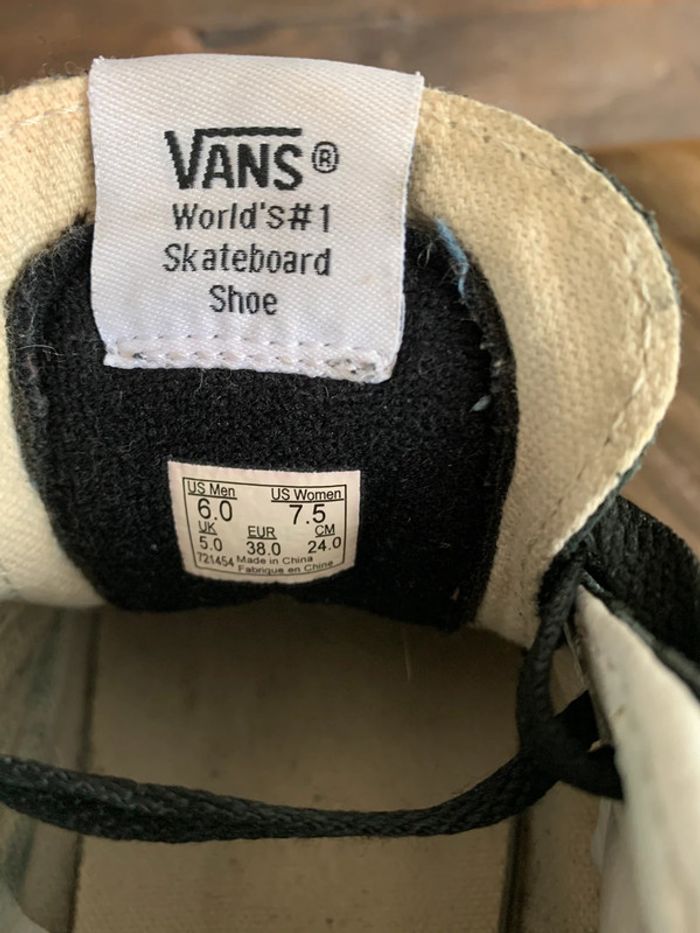 VANS®
World's#1
Skateboard
Shoe
US Men US Women
6.0 7.5
UK EUR CM
5.0 38.0 24.0
721454 Made in China
Fabrique en Chine